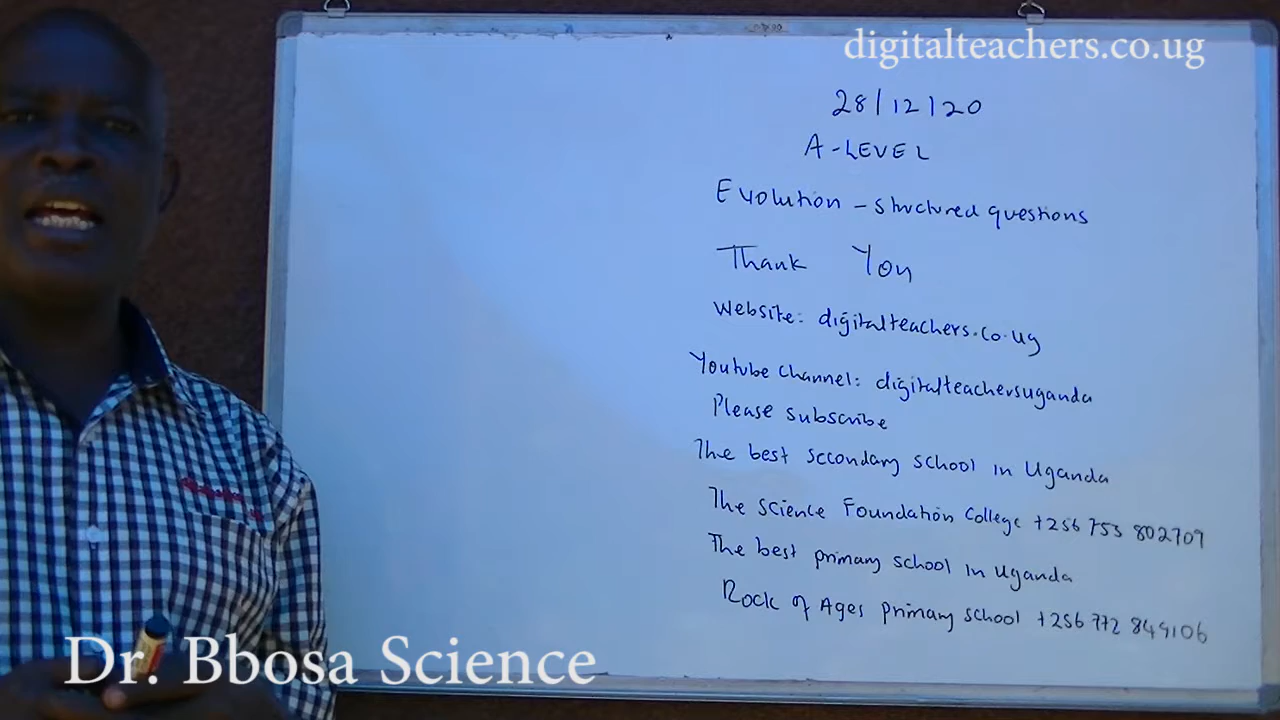 digitalteachers.co.ug
28/12/20
A-LEVEL
Evolution - structured questions
Thank You
Website: digitalteachers.co.ug
Youtube channel: digitalteachersuganda
Please subscribe
The best secondary school in Uganda
The Science Foundation College +256 753 802709
The best primary school in Uganda
Rock of Ages primary school +256 772 849106
Dr. Bbosa Science